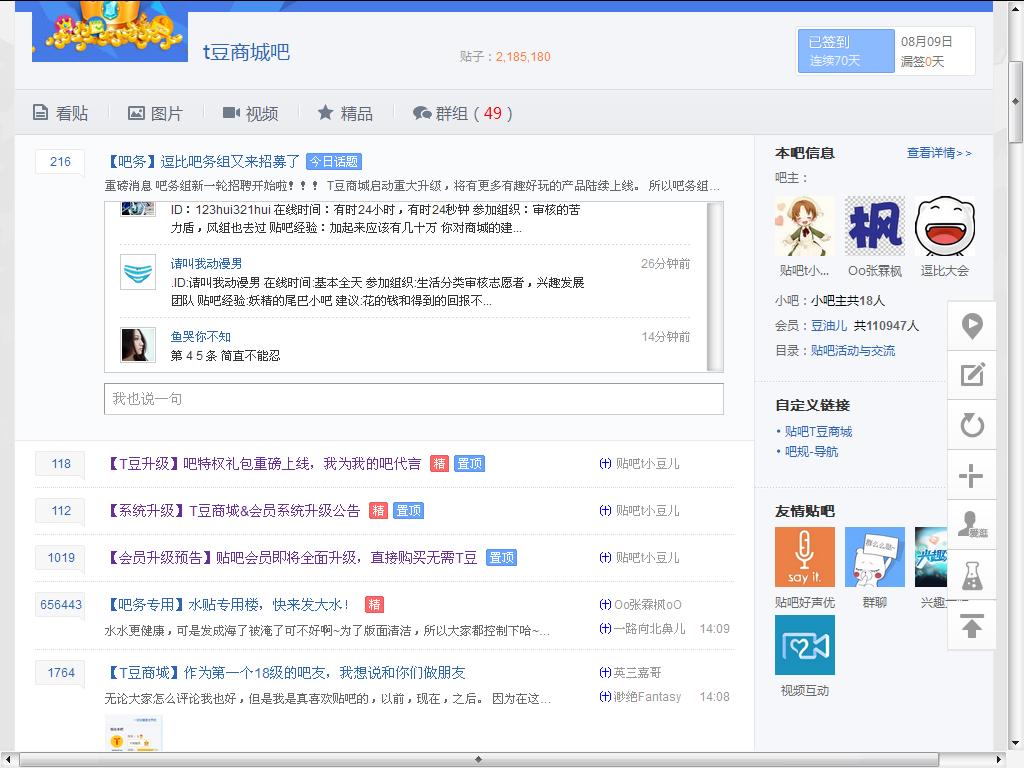 t豆商城吧
贴子：2,185,180
已签到
连续70天
08月09日
漏签0天
看贴
图片
视频
精品
群组 ( 49 )
216
【吧务】逗比吧务组又来招募了 今日话题
重磅消息 吧务组新一轮招聘开始啦！！！ T豆商城启动重大升级，将有更多有趣好玩的产品陆续上线。 所以吧务组...
ID：123hui321hui 在线时间：有时24小时，有时24秒钟 参加组织：审核的苦
力盾，风组也去过 贴吧经验：加起来应该有几十万 你对商城的建...
请叫我动漫男
26分钟前
.ID:请叫我动漫男 在线时间:基本全天 参加组织:生活分类审核志愿者，兴趣发展
团队 贴吧经验:妖精的尾巴小吧 建议:花的钱和得到的回报不...
鱼哭你不知
14分钟前
第４５条 简直不能忍
我也说一句
118
【T豆升级】吧特权礼包重磅上线，我为我的吧代言 精 置顶
贴吧t小豆儿
112
【系统升级】T豆商城&会员系统升级公告 精 置顶
贴吧t小豆儿
1019
【会员升级预告】贴吧会员即将全面升级，直接购买无需T豆 置顶
贴吧t小豆儿
656443
【吧务专用】水贴专用楼，快来发大水！ 精
Oo张霖枫oO
水水更健康，可是发成海了被淹了可不好啊~为了版面清洁，所以大家都控制下哈~...
一路向北鼻儿 14:09
1764
【T豆商城】作为第一个18级的吧友，我想说和你们做朋友
英三嘉哥
无论大家怎么评论我也好，但是我是真喜欢贴吧的，以前，现在，之后。 因为在这...
渺绝Fantasy 14:08
本吧信息
查看详情>>
吧主：
枫
贴吧t小...
Oo张霖枫
逗比大会
小吧：小吧主共18人
会员：豆油儿 共110947人
目录：贴吧活动与交流
自定义链接
• 贴吧T豆商城
• 吧规-导航
友情贴吧
say it.
贴吧好声优
群聊
兴趣
视频互动
爱逛